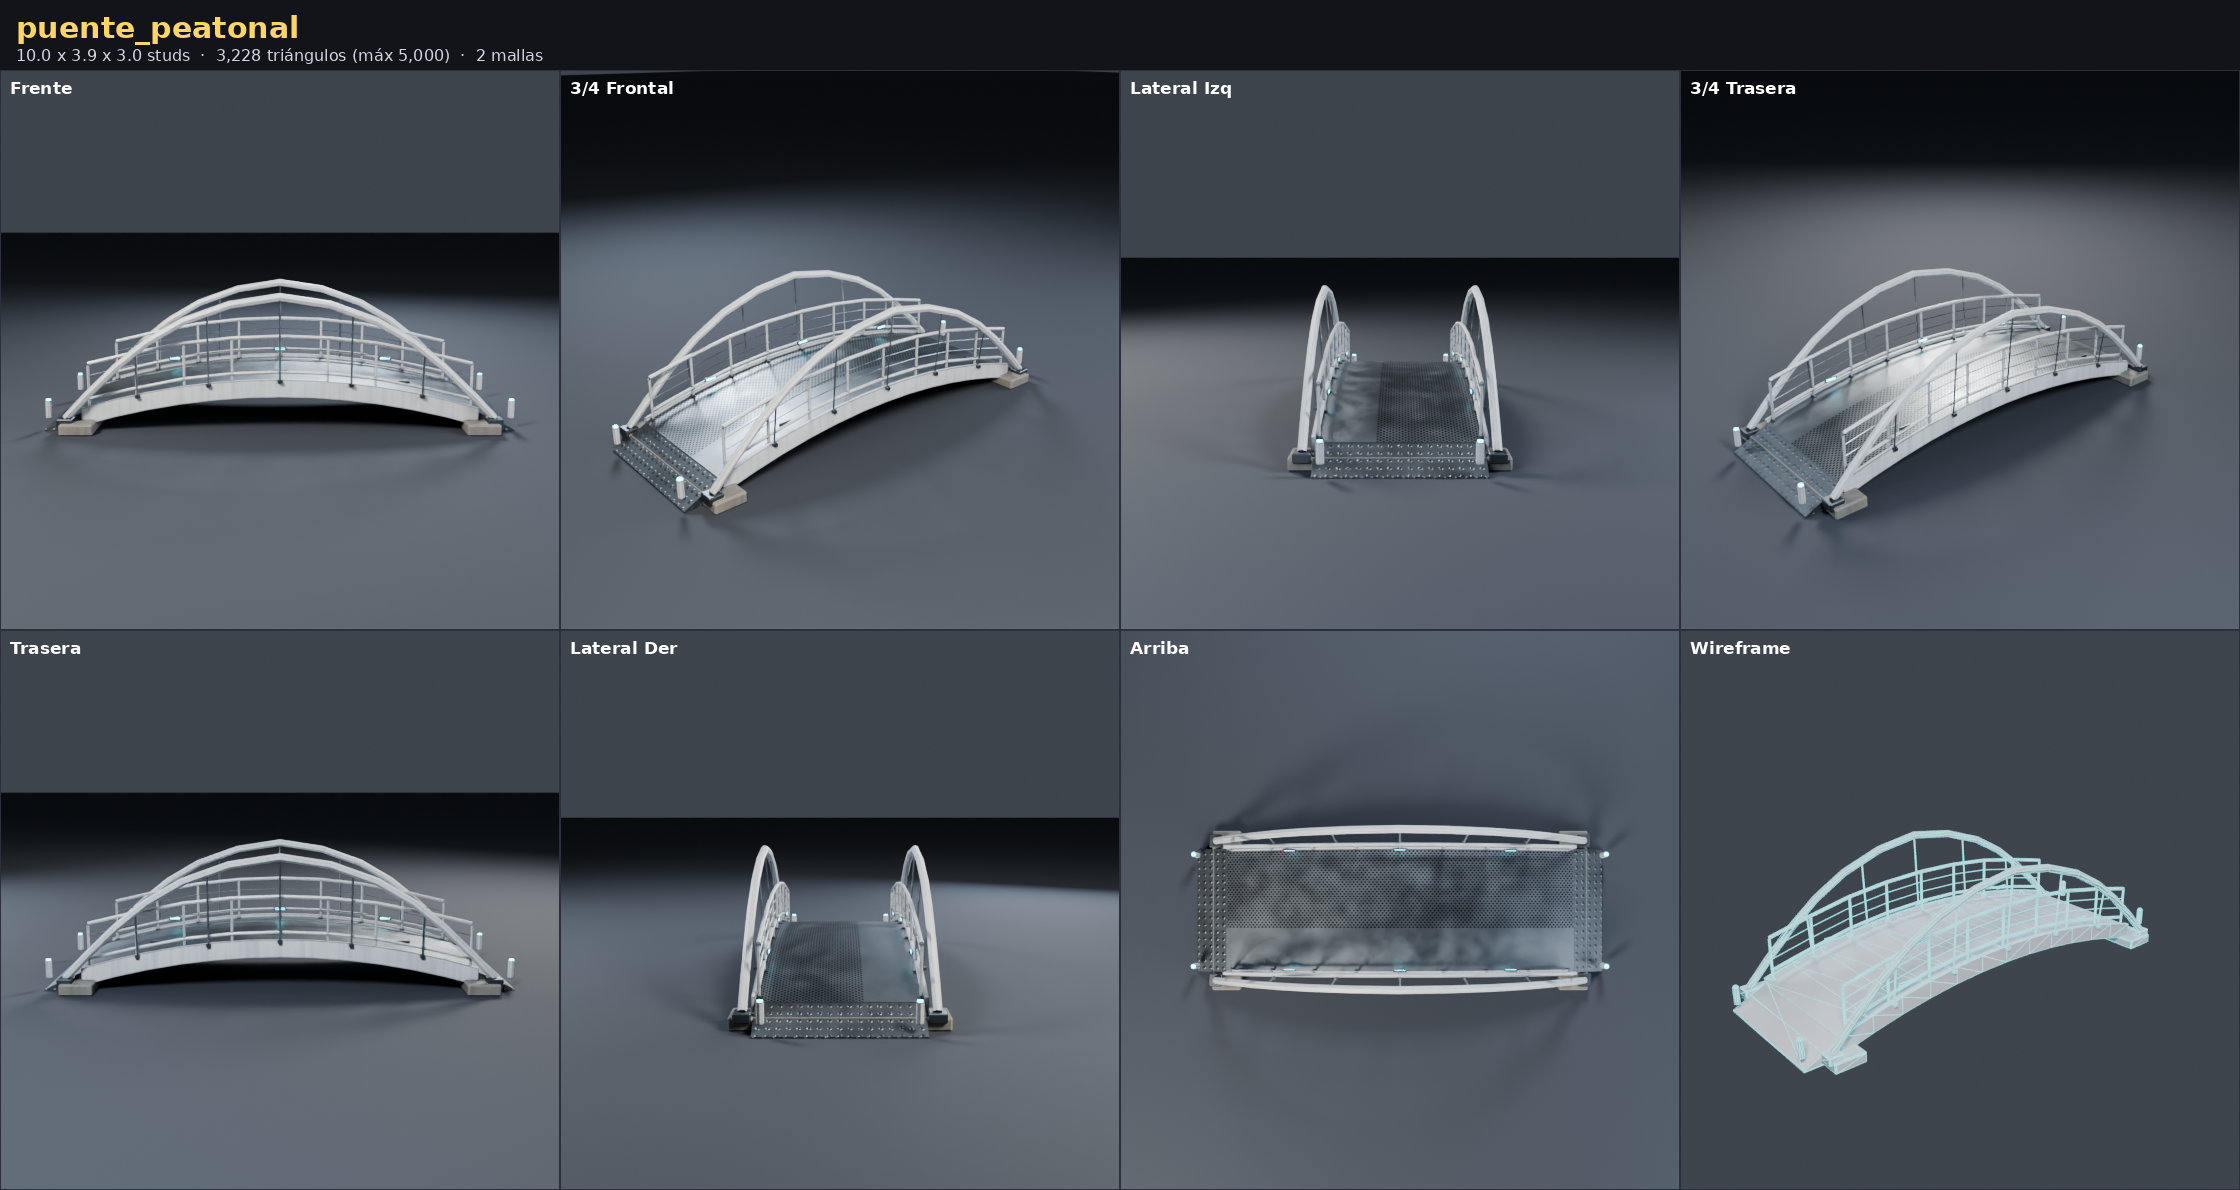 puente_peatonal
10.0 x 3.9 x 3.0 studs · 3,228 triángulos (máx 5,000) · 2 mallas
Frente
3/4 Frontal
Lateral Izq
3/4 Trasera
Trasera
Lateral Der
Arriba
Wireframe